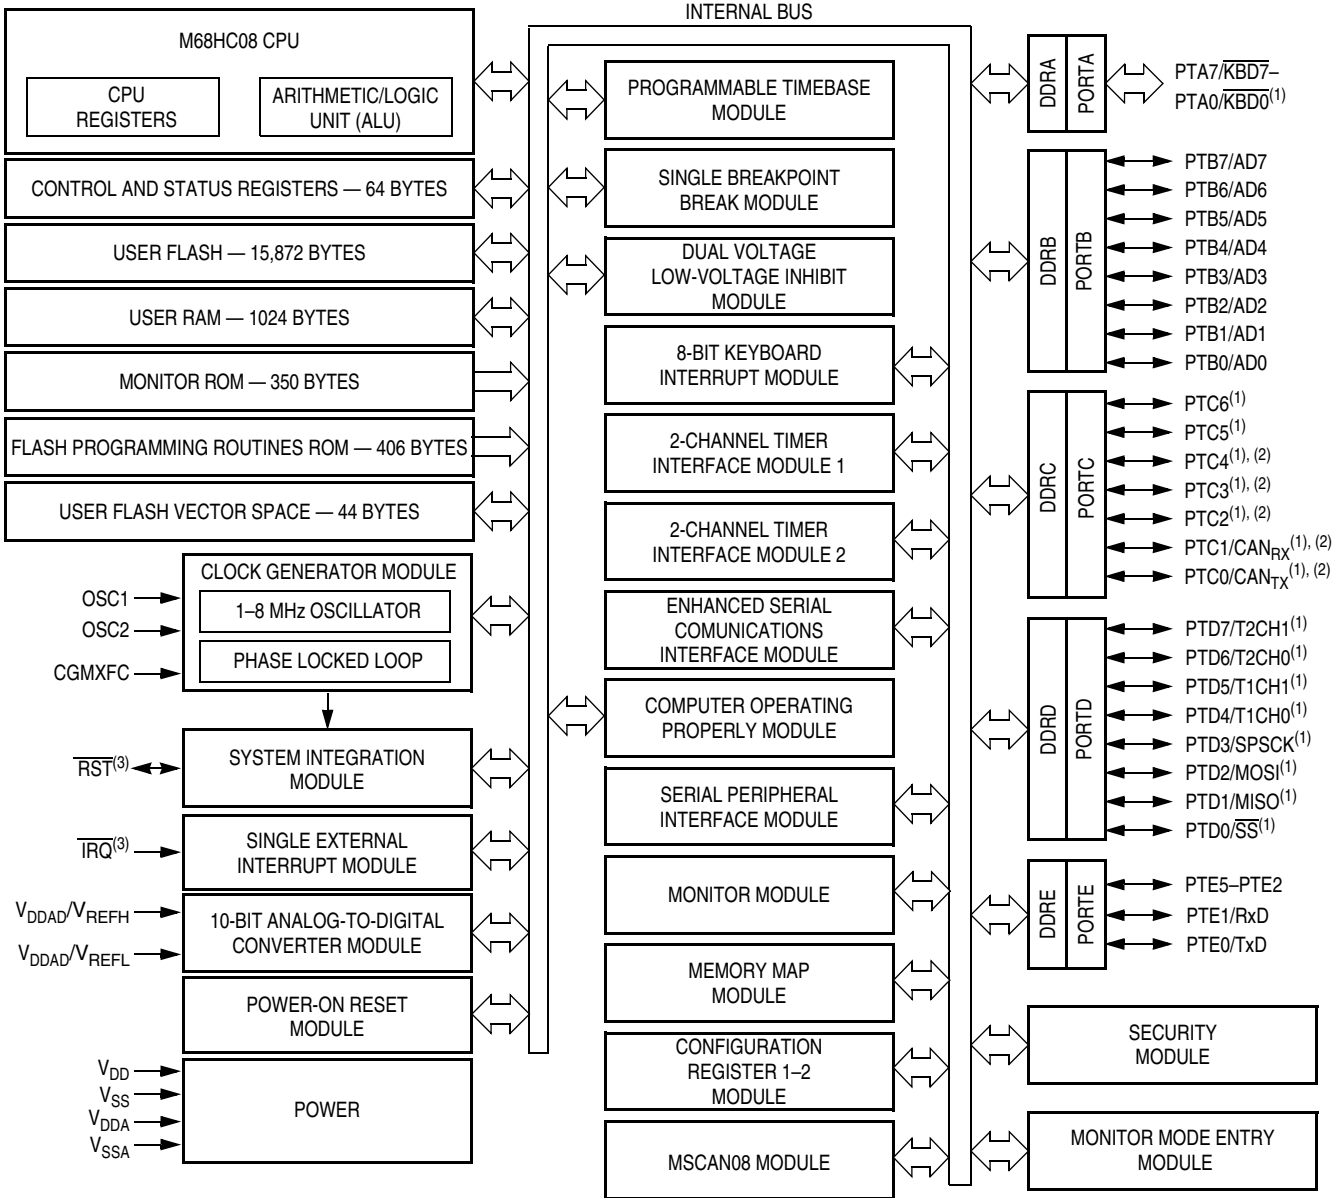 INTERNAL BUS
M68HC08 CPU
CPU
REGISTERS
ARITHMETIC/LOGIC
UNIT (ALU)
CONTROL AND STATUS REGISTERS — 64 BYTES
USER FLASH — 15,872 BYTES
USER RAM — 1024 BYTES
MONITOR ROM — 350 BYTES
FLASH PROGRAMMING ROUTINES ROM — 406 BYTES
USER FLASH VECTOR SPACE — 44 BYTES
CLOCK GENERATOR MODULE
1–8 MHz OSCILLATOR
PHASE LOCKED LOOP
OSC1
OSC2
CGMXFC
SYSTEM INTEGRATION
MODULE
RST(3)
SINGLE EXTERNAL
INTERRUPT MODULE
IRQ(3)
10-BIT ANALOG-TO-DIGITAL
CONVERTER MODULE
VDDAD/VREFH
VDDAD/VREFL
POWER-ON RESET
MODULE
POWER
VDD
VSS
VDDA
VSSA
PROGRAMMABLE TIMEBASE
MODULE
SINGLE BREAKPOINT
BREAK MODULE
DUAL VOLTAGE
LOW-VOLTAGE INHIBIT
MODULE
8-BIT KEYBOARD
INTERRUPT MODULE
2-CHANNEL TIMER
INTERFACE MODULE 1
2-CHANNEL TIMER
INTERFACE MODULE 2
ENHANCED SERIAL
COMUNICATIONS
INTERFACE MODULE
COMPUTER OPERATING
PROPERLY MODULE
SERIAL PERIPHERAL
INTERFACE MODULE
MONITOR MODULE
MEMORY MAP
MODULE
CONFIGURATION
REGISTER 1–2
MODULE
MSCAN08 MODULE
DDRA
PORTA
PTA7/KBD7–
PTA0/KBD0(1)
DDRB
PORTB
PTB7/AD7
PTB6/AD6
PTB5/AD5
PTB4/AD4
PTB3/AD3
PTB2/AD2
PTB1/AD1
PTB0/AD0
DDRC
PORTC
PTC6(1)
PTC5(1)
PTC4(1), (2)
PTC3(1), (2)
PTC2(1), (2)
PTC1/CANRX(1), (2)
PTC0/CANTX(1), (2)
DDRD
PORTD
PTD7/T2CH1(1)
PTD6/T2CH0(1)
PTD5/T1CH1(1)
PTD4/T1CH0(1)
PTD3/SPSCK(1)
PTD2/MOSI(1)
PTD1/MISO(1)
PTD0/SS(1)
DDRE
PORTE
PTE5–PTE2
PTE1/RxD
PTE0/TxD
SECURITY
MODULE
MONITOR MODE ENTRY
MODULE